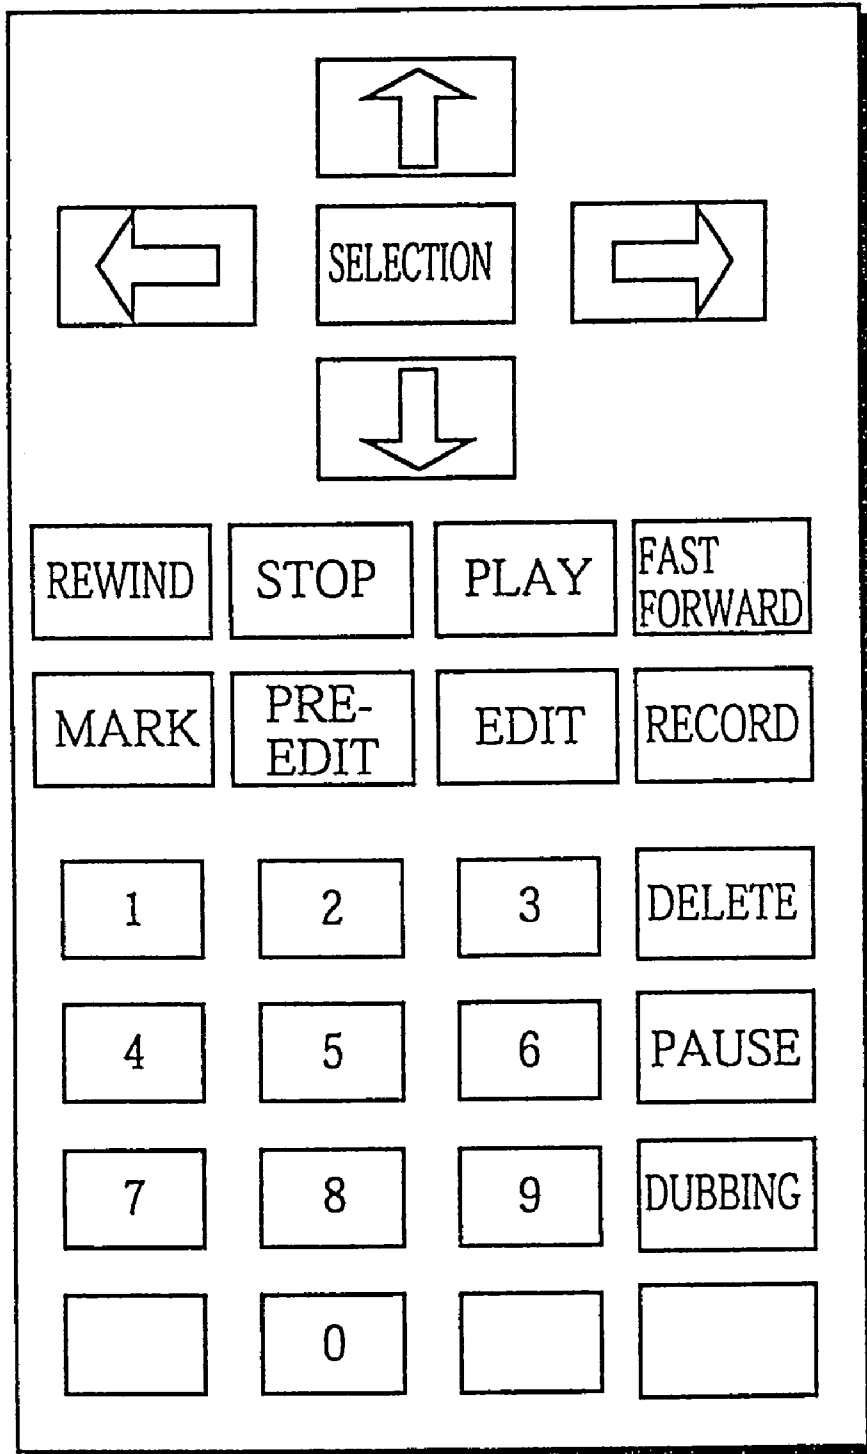 SELECTION
REWIND
STOP
PLAY
FAST
FORWARD
MARK
PRE-
EDIT
EDIT
RECORD
1
2
3
DELETE
4
5
6
PAUSE
7
8
9
DUBBING
0